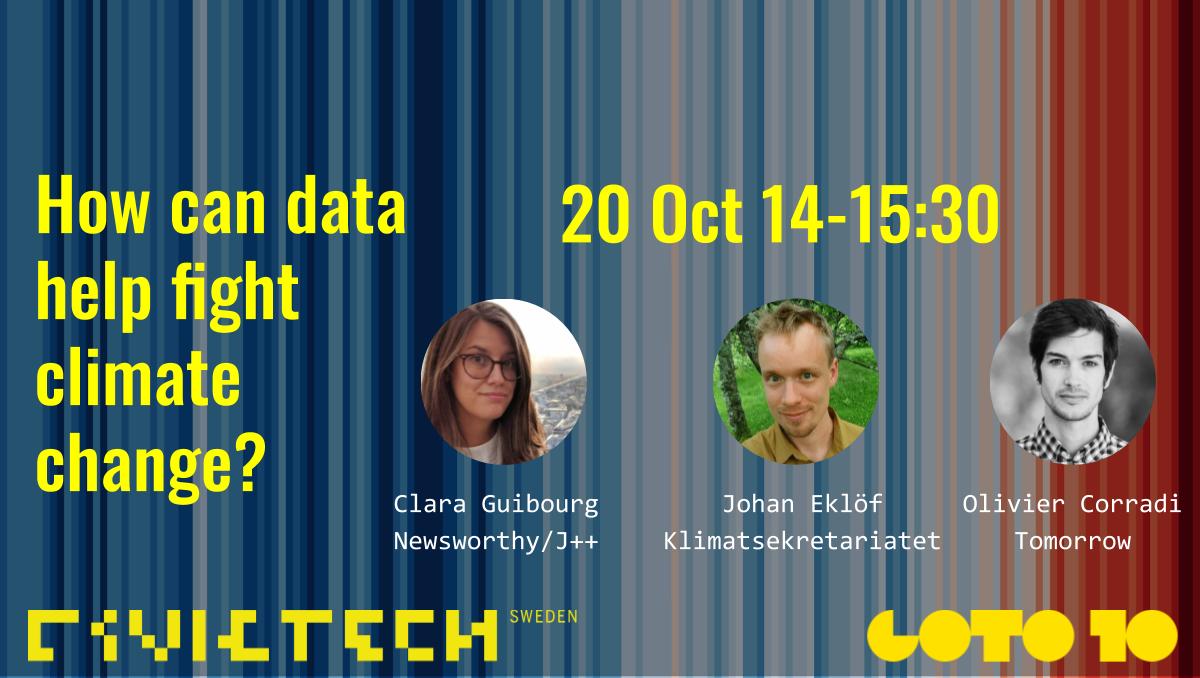 How can data
help fight
climate
change?
20 Oct 14-15:30
Clara Guibourg
Newsworthy/J++
Johan Eklöf
Klimatsekretariatet
Olivier Corradi
Tomorrow
CIVILTECH SWEDEN
GOTO 10